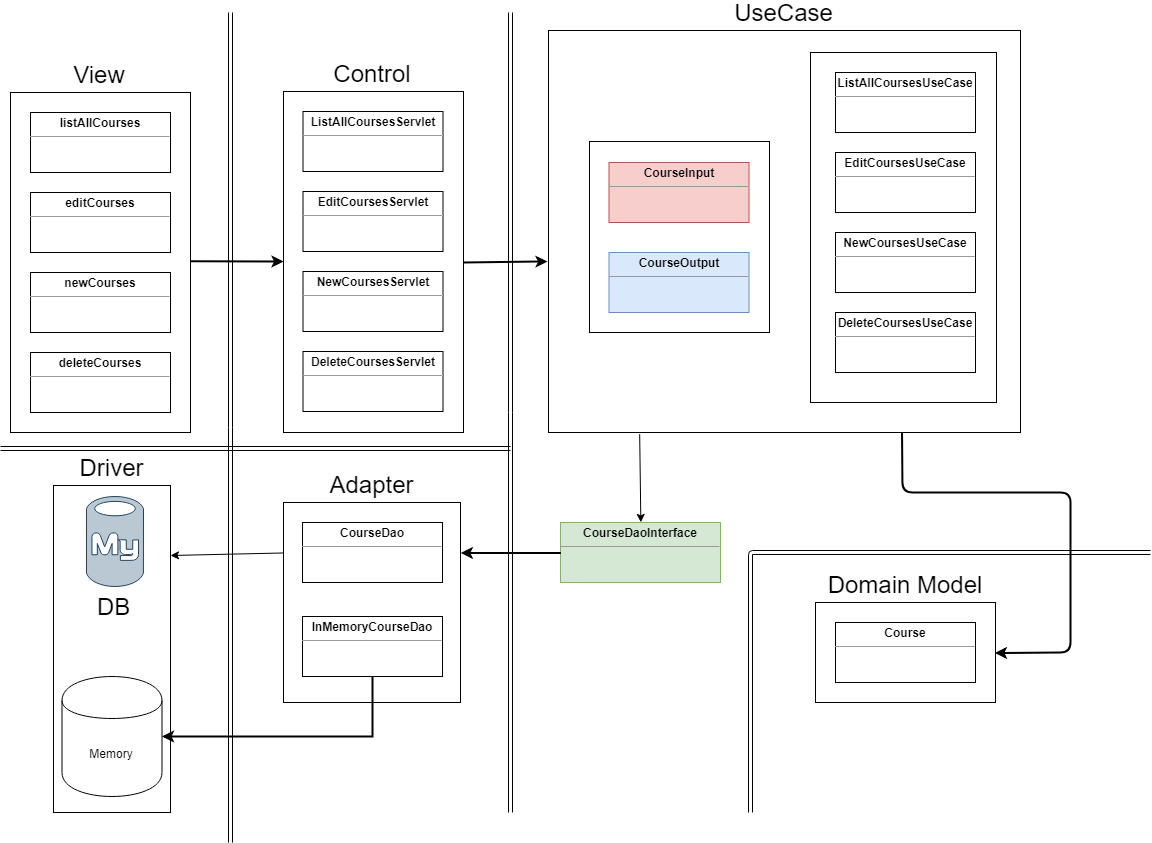 UseCase
View
Control
listAllCourses
editCourses
newCourses
deleteCourses
ListAllCoursesServlet
EditCoursesServlet
NewCoursesServlet
DeleteCoursesServlet
CourseInput
CourseOutput
ListAllCoursesUseCase
EditCoursesUseCase
NewCoursesUseCase
DeleteCoursesUseCase
Driver
My
DB
Memory
Adapter
CourseDao
InMemoryCourseDao
CourseDaoInterface
Domain Model
Course